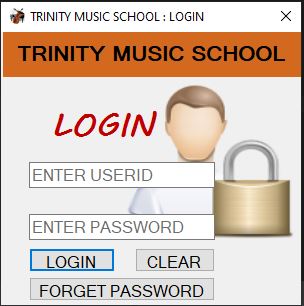 TRINITY MUSIC SCHOOL : LOGIN
TRINITY MUSIC SCHOOL
LOGIN
ENTER USERID
ENTER PASSWORD
LOGIN CLEAR
FORGET PASSWORD